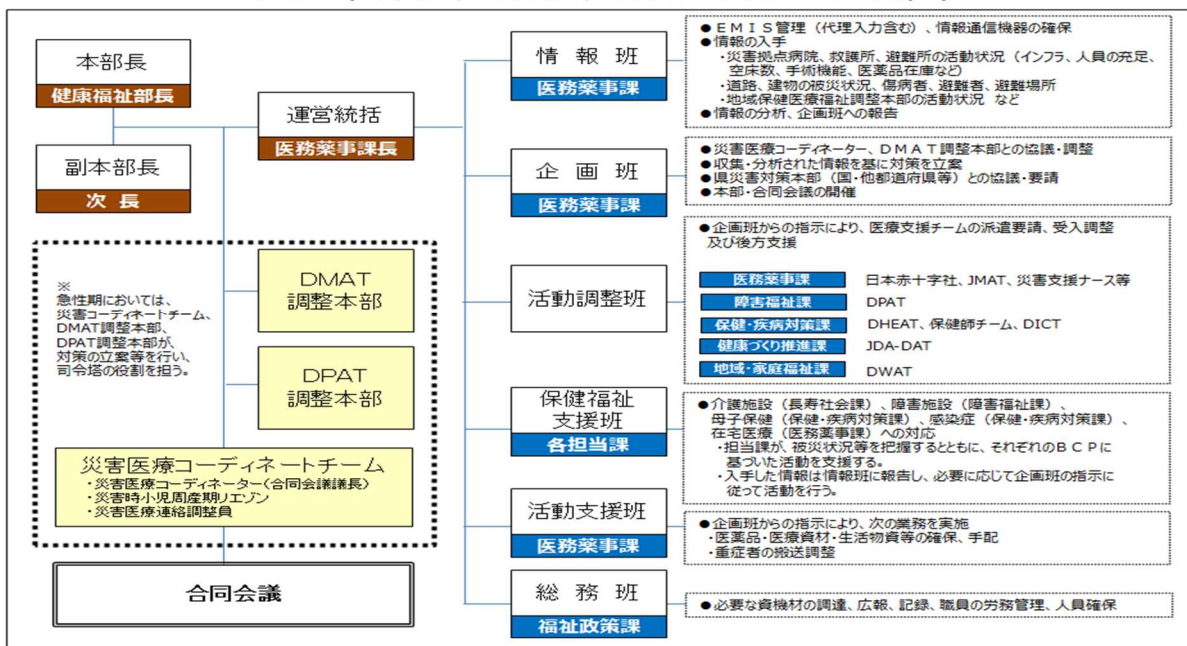 本部長
健康福祉部長
副本部長
次 長
運営統括
医務薬事課長
※
急性期においては、
災害コーディネートチーム、
DMAT調整本部、
DPAT調整本部が、
対策の立案等を行い、
司令塔の役割を担う。
DMAT
調整本部
DPAT
調整本部
災害医療コーディネートチーム
・災害医療コーディネーター(合同会議議長)
・災害時小児周産期リエゾン
・災害医療連絡調整員
合同会議
情 報 班
医務薬事課
●ＥＭＩＳ管理（代理入力含む）、情報通信機器の確保
●情報の入手
・災害拠点病院、救護所、避難所の活動状況（インフラ、人員の充足、
空床数、手術機能、医薬品在庫など）
・道路、建物の被災状況、傷病者、避難者、避難場所
・地域保健医療福祉調整本部の活動状況 など
●情報の分析、企画班への報告
企 画 班
医務薬事課
●災害医療コーディネーター、ＤＭＡＴ調整本部との協議・調整
●収集・分析された情報を基に対策を立案
●県災害対策本部（国・他都道府県等）との協議・要請
●本部・合同会議の開催
活動調整班
●企画班からの指示により、医療支援チームの派遣要請、受入調整
及び後方支援
医務薬事課 日本赤十字社、JMAT、災害支援ナース等
障害福祉課 DPAT
保健・疾病対策課 DHEAT、保健師チーム、DICT
健康づくり推進課 JDA-DAT
地域・家庭福祉課 DWAT
保健福祉
支援班
各担当課
●介護施設（長寿社会課）、障害施設（障害福祉課）、
母子保健（保健・疾病対策課）、感染症（保健・疾病対策課）、
在宅医療（医務薬事課）への対応
・担当課が、被災状況等を把握するとともに、それぞれのＢＣＰに
基づいた活動を支援する。
・入手した情報は情報班に報告し、必要に応じて企画班の指示に
従って活動を行う。
活動支援班
医務薬事課
●企画班からの指示により、次の業務を実施
・医薬品・医療資材・生活物資等の確保、手配
・重症者の搬送調整
総 務 班
福祉政策課
●必要な資機材の調達、広報、記録、職員の労務管理、人員確保